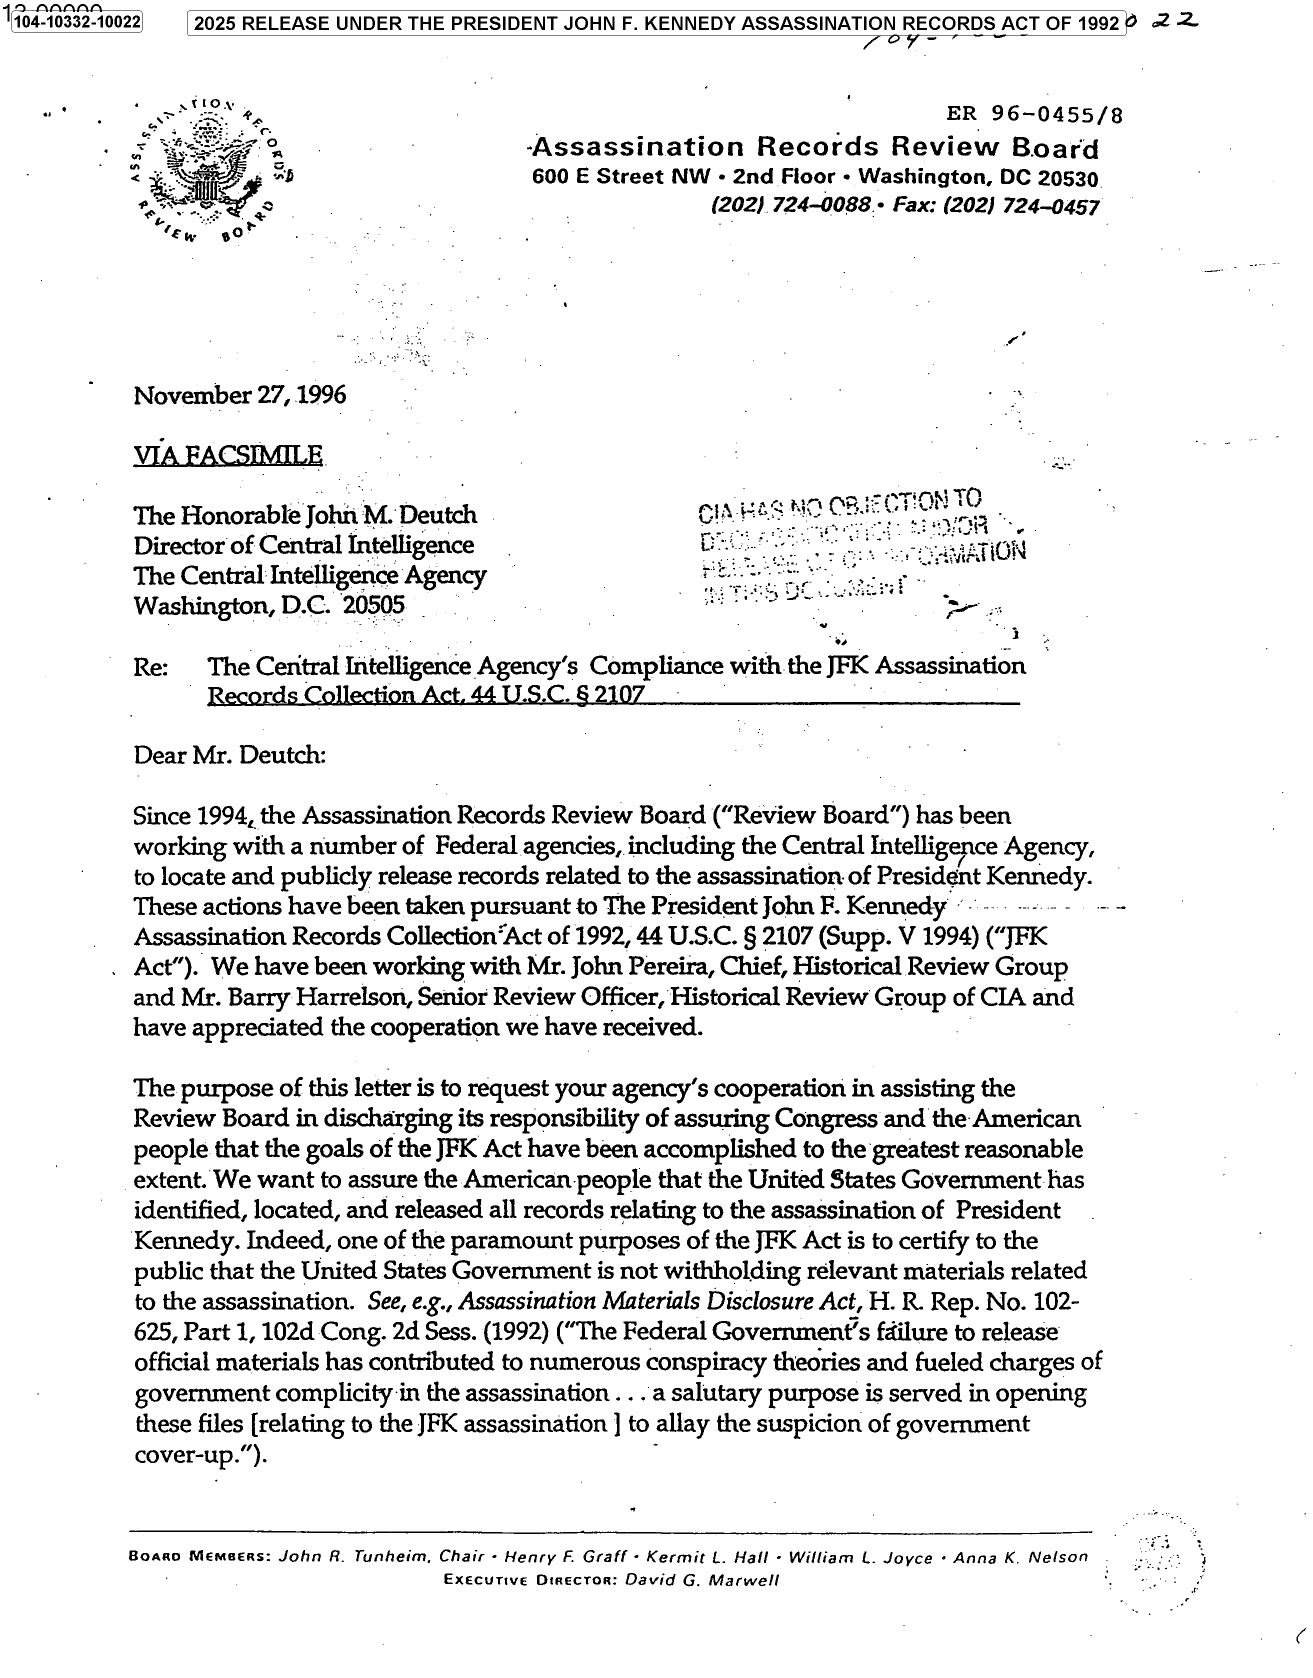 104-10332-10022
2025 RELEASE UNDER THE PRESIDENT JOHN F. KENNEDY ASSASSINATION RECORDS ACT OF 1992
ER 96-0455/8
ASSASSINATION RECORDS REVIEW BOARD
Assassination Records Review Board
600 E Street NW • 2nd Floor • Washington, DC 20530
(202) 724-0088 • Fax: (202) 724-0457
November 27, 1996
VIA FACSIMILE
The Honorable John M. Deutch
Director of Central Intelligence
The Central Intelligence Agency
Washington, D.C. 20505
CIA HAS NO OBJECTION TO
DECLASSIFICATION AND/OR
RELEASE OF CIA INFORMATION
IN THIS DOCUMENT
Re: The Central Intelligence Agency's Compliance with the JFK Assassination
Records Collection Act, 44 U.S.C. § 2107
Dear Mr. Deutch:
Since 1994, the Assassination Records Review Board ("Review Board") has been
working with a number of Federal agencies, including the Central Intelligence Agency,
to locate and publicly release records related to the assassination of President Kennedy.
These actions have been taken pursuant to The President John F. Kennedy
Assassination Records Collection Act of 1992, 44 U.S.C. § 2107 (Supp. V 1994) ("JFK
Act"). We have been working with Mr. John Pereira, Chief, Historical Review Group
and Mr. Barry Harrelson, Senior Review Officer, Historical Review Group of CIA and
have appreciated the cooperation we have received.
The purpose of this letter is to request your agency's cooperation in assisting the
Review Board in discharging its responsibility of assuring Congress and the American
people that the goals of the JFK Act have been accomplished to the greatest reasonable
extent. We want to assure the American people that the United States Government has
identified, located, and released all records relating to the assassination of President
Kennedy. Indeed, one of the paramount purposes of the JFK Act is to certify to the
public that the United States Government is not withholding relevant materials related
to the assassination. See, e.g., Assassination Materials Disclosure Act, H. R. Rep. No. 102-
625, Part 1, 102d Cong. 2d Sess. (1992) ("The Federal Government's failure to release
official materials has contributed to numerous conspiracy theories and fueled charges of
government complicity in the assassination . . . a salutary purpose is served in opening
these files [relating to the JFK assassination ] to allay the suspicion of government
cover-up.").
BOARD MEMBERS: John R. Tunheim, Chair • Henry F. Graff • Kermit L. Hall • William L. Joyce • Anna K. Nelson
EXECUTIVE DIRECTOR: David G. Marwell